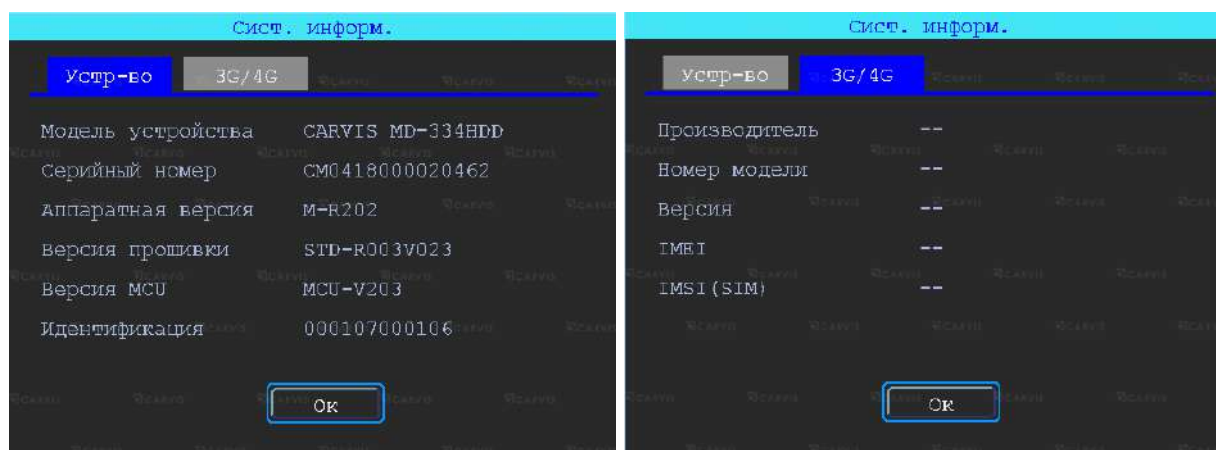 Сист. информ.
Устр-во 3G/4G
Модель устройства CARVIS MD-334HDD
Серийный номер CM0418000020462
Аппаратная версия M-R202
Версия прошивки STD-R003V023
Версия MCU MCU-V203
Идентификация 000107000106
Ок
Сист. информ.
Устр-во 3G/4G
Производитель --
Номер модели --
Версия --
IMEI --
IMSI(SIM) --
Ок